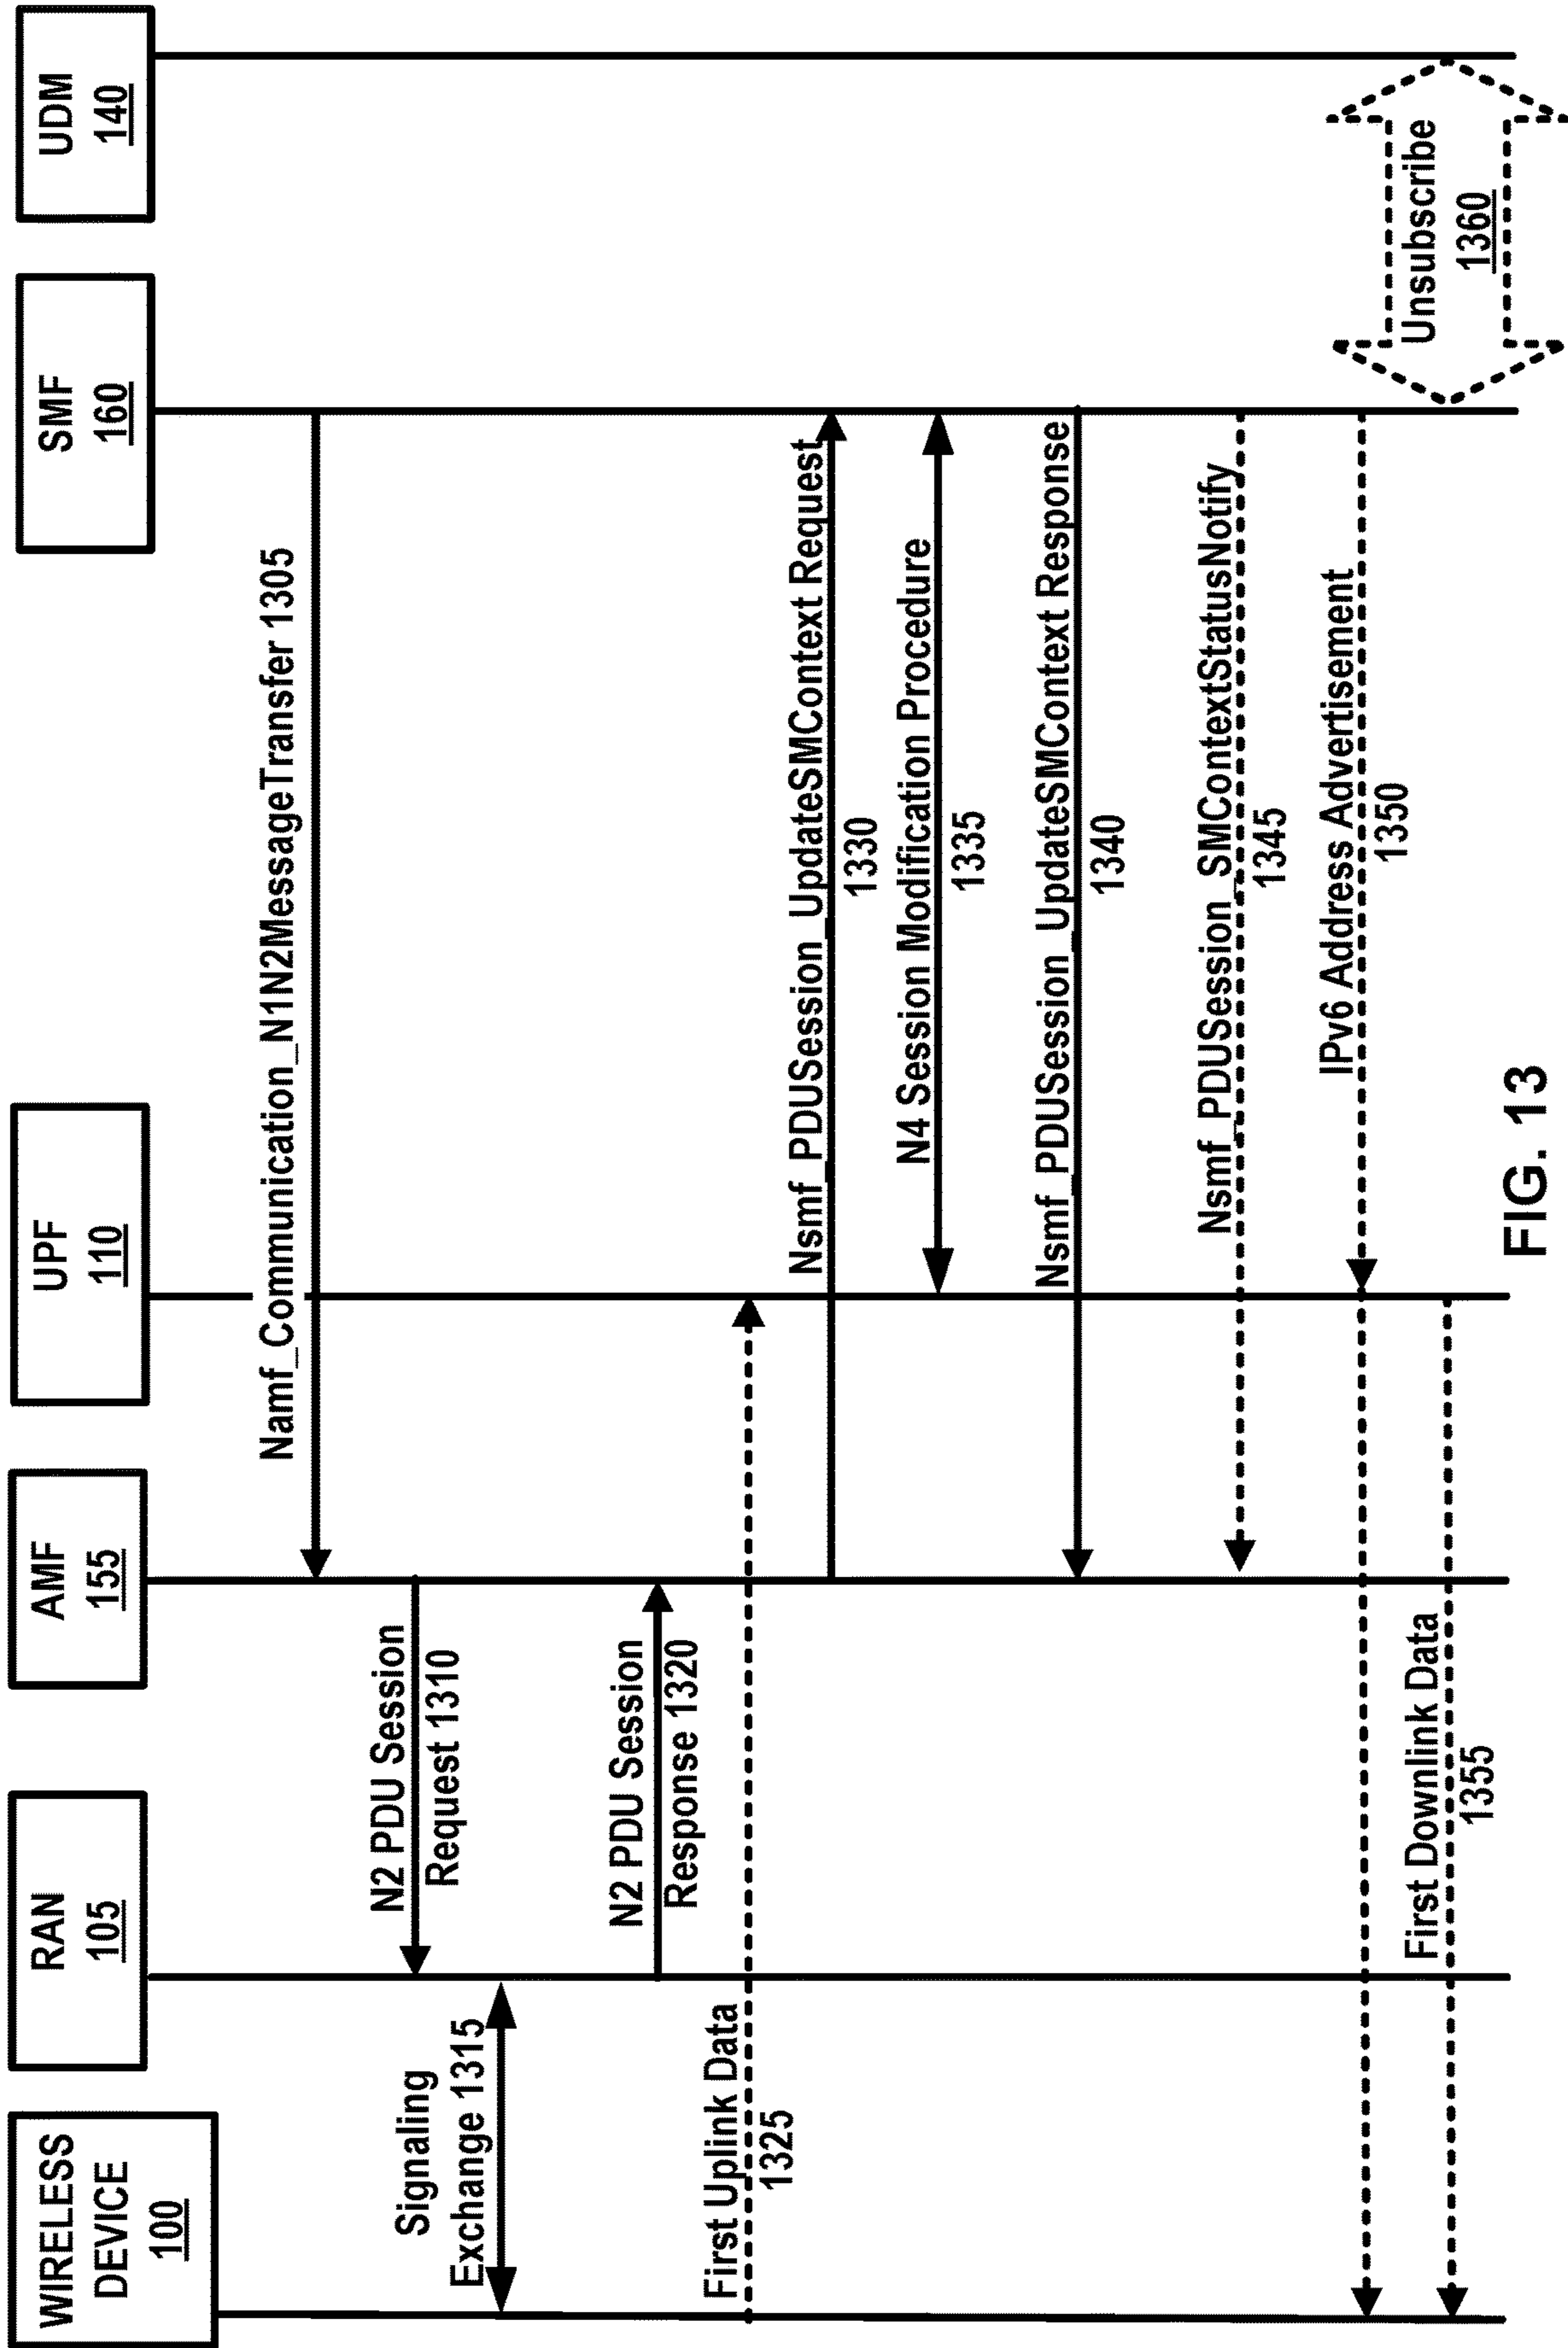 WIRELESS
DEVICE
100
RAN
105
AMF
155
UPF
110
SMF
160
UDM
140
Namf_Communication_N1N2MessageTransfer 1305
N2 PDU Session
Request 1310
Signaling
Exchange 1315
N2 PDU Session
Response 1320
First Uplink Data
1325
Nsmf_PDUSession_UpdateSMContext Request
1330
N4 Session Modification Procedure
1335
Nsmf_PDUSession_UpdateSMContext Response
1340
Nsmf_PDUSession_SMContextStatusNotify
1345
IPv6 Address Advertisement
1350
First Downlink Data
1355
Unsubscribe
1360
FIG. 13